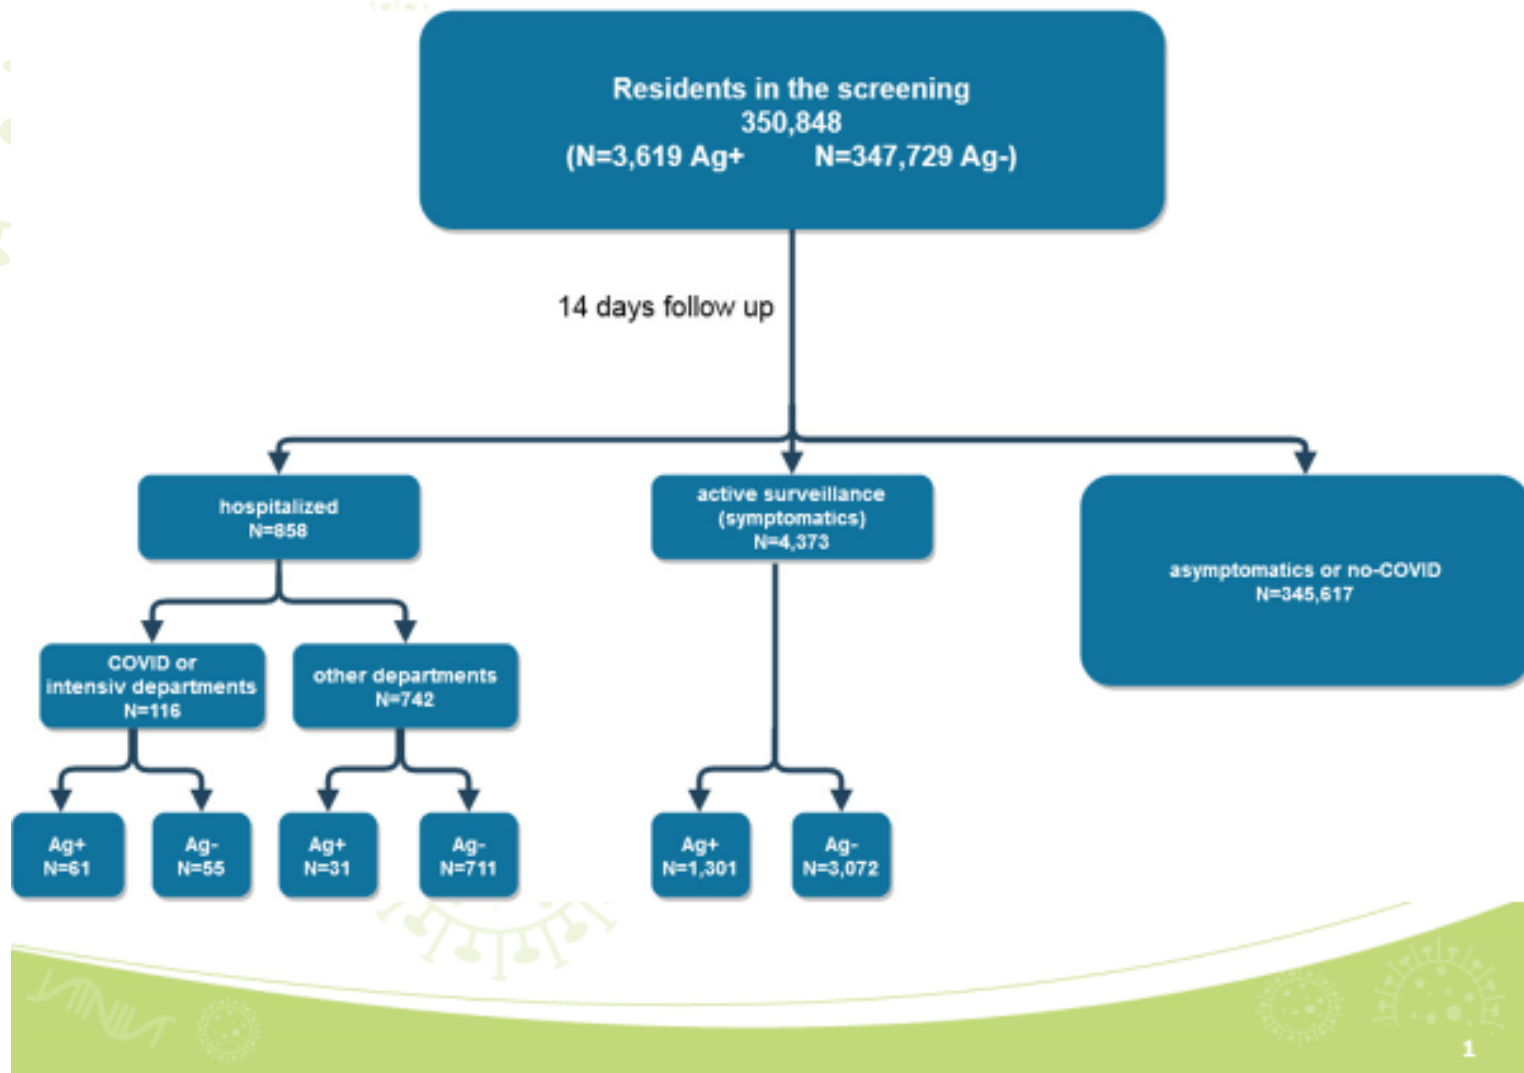 Residents in the screening
350,848
(N=3,619 Ag+ N=347,729 Ag-)
14 days follow up
hospitalized
N=858
active surveillance
(symptomatics)
N=4,373
asymptomatics or no-COVID
N=345,617
COVID or
intensiv departments
N=116
other departments
N=742
Ag+
N=61
Ag-
N=55
Ag+
N=31
Ag-
N=711
Ag+
N=1,301
Ag-
N=3,072
1